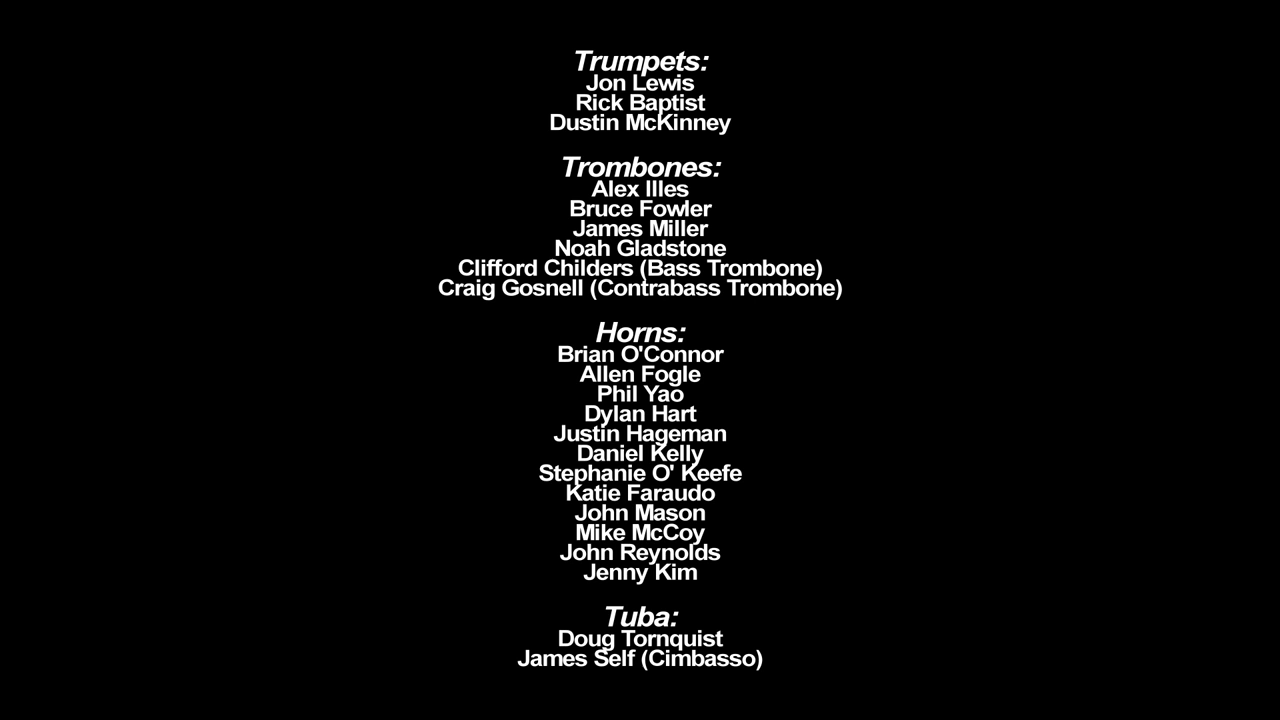 Trumpets:
Jon Lewis
Rick Baptist
Dustin McKinney
Trombones:
Alex Illes
Bruce Fowler
James Miller
Noah Gladstone
Clifford Childers (Bass Trombone)
Craig Gosnell (Contrabass Trombone)
Horns:
Brian O'Connor
Allen Fogle
Phil Yao
Dylan Hart
Justin Hageman
Daniel Kelly
Stephanie O' Keefe
Katie Faraudo
John Mason
Mike McCoy
John Reynolds
Jenny Kim
Tuba:
Doug Tornquist
James Self (Cimbasso)